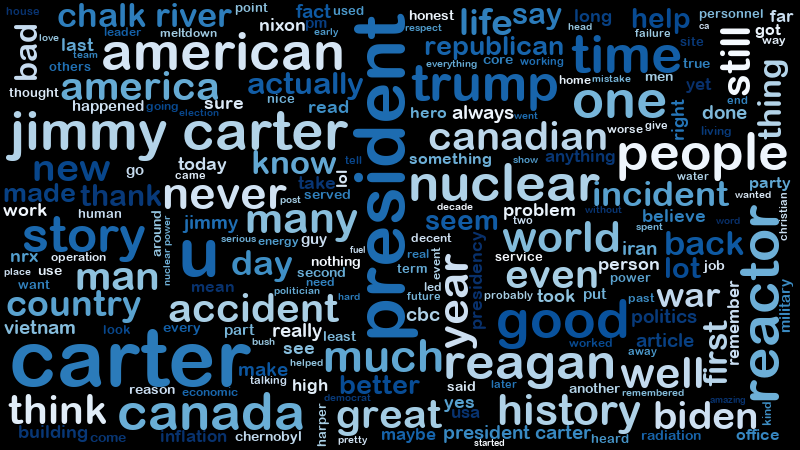 house
chalk river
point
fact
used
honest
respect
life
say
long
help
personnel
ca
far
bad
love
last
team
leader
meltdown
nixon
pm
early
republican
head
failure
site
got
way
others
american
everything
core
working
time
men
true
thing
still
thought
america
actually
president
trump
home
mistake
yet
happened
going
sure
nice
read
hero
always
went
one
worse
give
right
done
end
jimmy carter
election
canadian
living
new
go
today
came
know
tell
lol
something
show
anything
people
water
made
thank
never
post
take
served
nuclear
incident
party
wanted
work
human
jimmy
many
decade
seem
problem
two
without
believe
word
christian
story
around
nuclear power
serious
energy
guy
decent
real
event
presidency
service
world
spent
iran
back
reactor
nrx
operation
u
day
nothing
fuel
term
year
even
person
lot
job
military
place
use
man
mean
second
need
led
future
probably
took
put
power
past
war
first
remember
want
politician
hard
country
accident
cbc
good
politics
vietnam
look
every
part
really
least
worked
article
away
carter
bush
see
helped
much
reagan
well
kind
reason
economic
make
talking
high
better
said
later
another
remembered
amazing
think
canada
democrat
harper
great
yes
usa
history
biden
building
come
inflation
chernobyl
pretty
maybe
president carter
started
heard
radiation
office